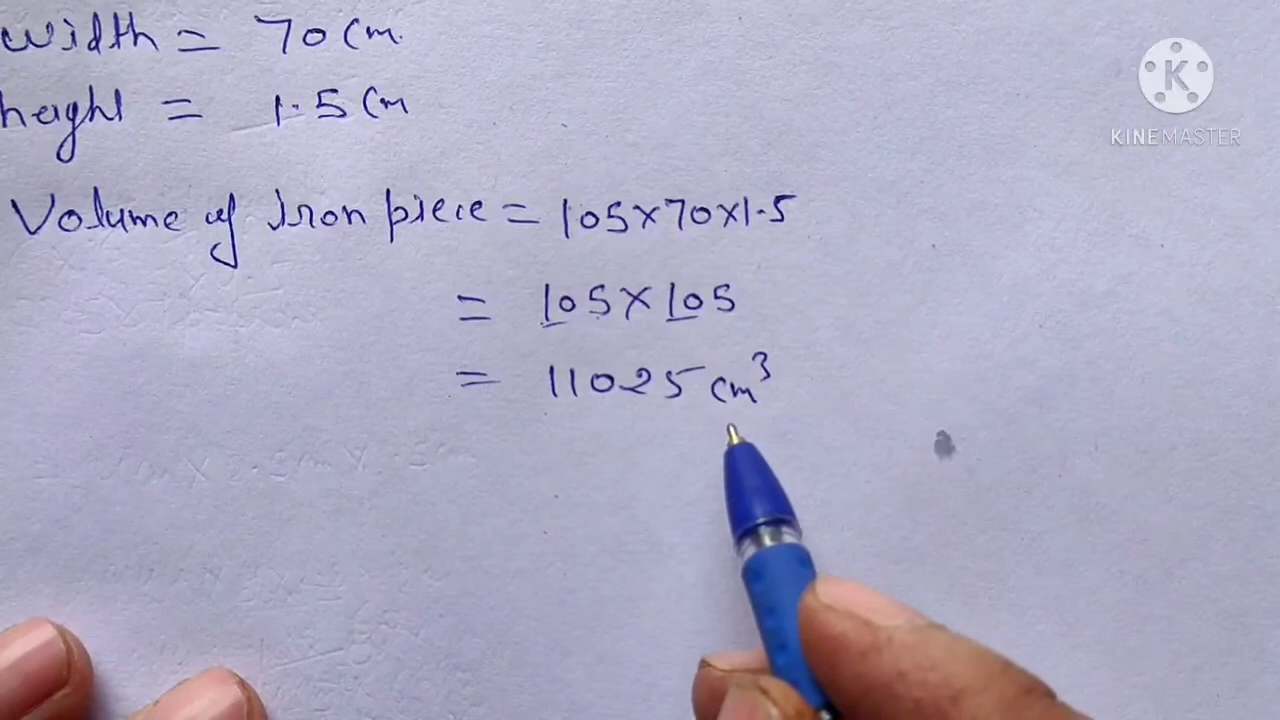 width = 70 cm
K
height = 1.5 cm
KINEMASTER
Volume of iron piece = 105×70×1.5
= 105×105
= 11025 cm³